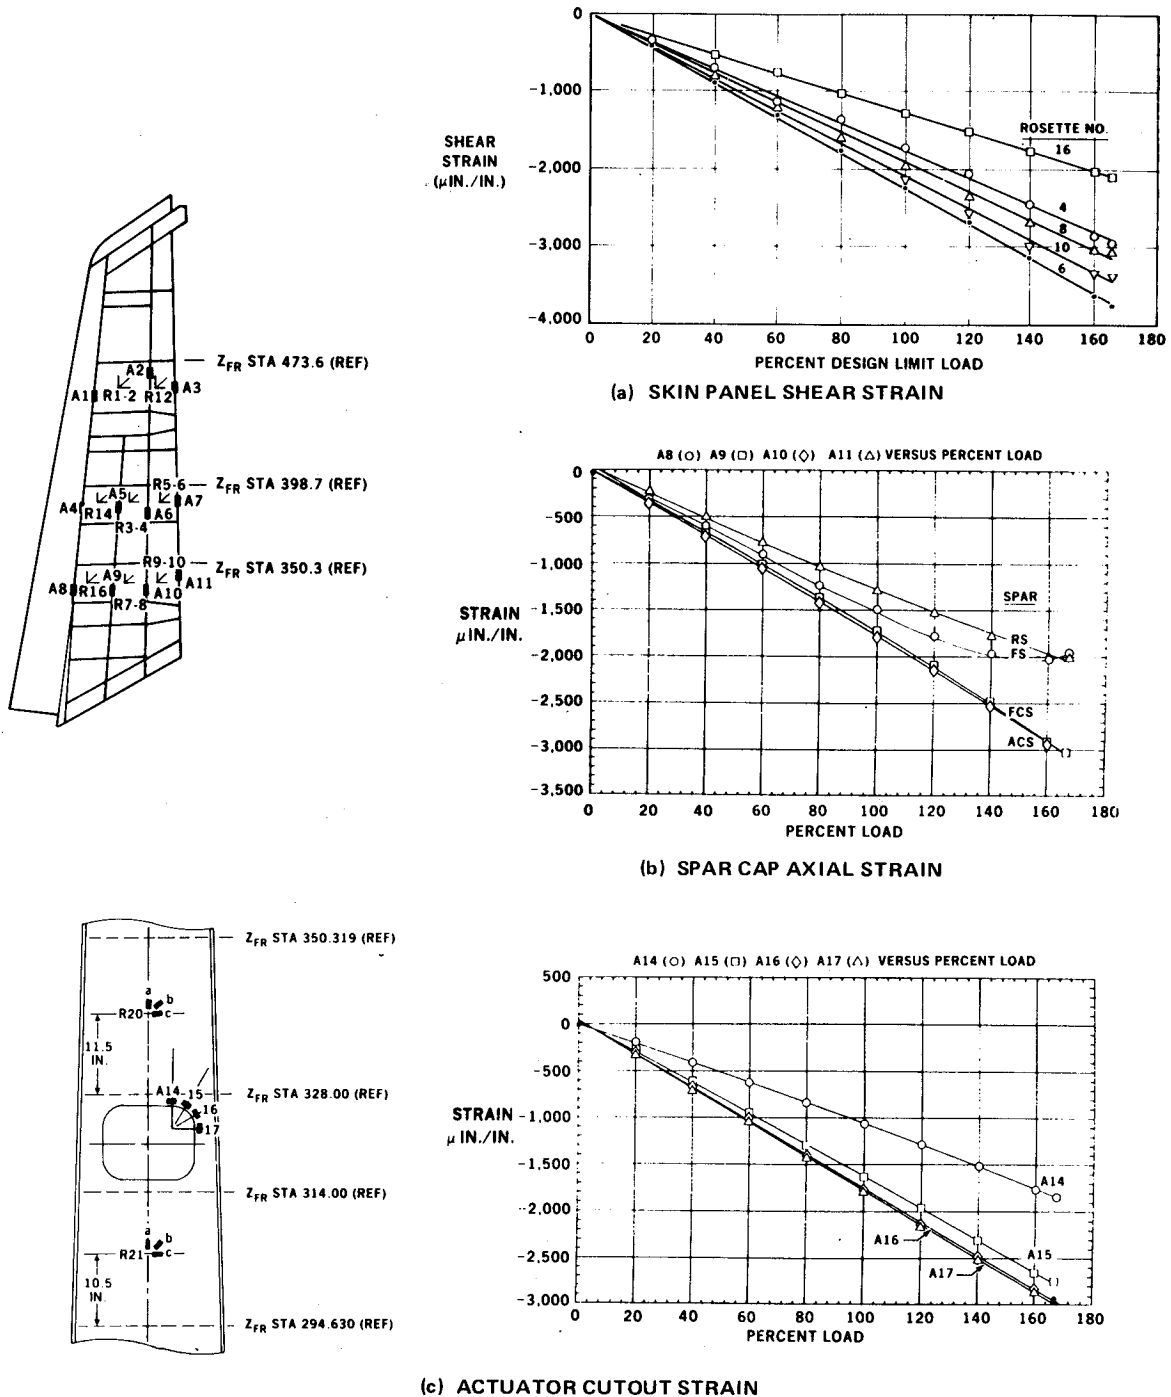 0
-1,000
-2,000
-3,000
-4,000
SHEAR
STRAIN
(μIN./IN.)
ROSETTE NO.
16
4
8
10
6
0 20 40 60 80 100 120 140 160 180
PERCENT DESIGN LIMIT LOAD
(a) SKIN PANEL SHEAR STRAIN
ZFR STA 473.6 (REF)
A2
A1 R1-2 R12 A3
ZFR STA 398.7 (REF)
R5-6
A4 A5 A7
R14 A6
R3-4
ZFR STA 350.3 (REF)
R9-10
A8 R16 A9 A10 A11
R7-8
A8 (○) A9 (□) A10 (◇) A11 (△) VERSUS PERCENT LOAD
0
-500
-1,000
-1,500
-2,000
-2,500
-3,000
-3,500
STRAIN
μIN./IN.
SPAR
RS
FS
FCS
ACS
0 20 40 60 80 100 120 140 160 180
PERCENT LOAD
(b) SPAR CAP AXIAL STRAIN
ZFR STA 350.319 (REF)
a
b
R20 c
11.5
IN.
ZFR STA 328.00 (REF)
A14 -15
16
17
ZFR STA 314.00 (REF)
a
b
R21 c
10.5
IN.
ZFR STA 294.630 (REF)
A14 (○) A15 (□) A16 (◇) A17 (△) VERSUS PERCENT LOAD
500
0
-500
-1,000
-1,500
-2,000
-2,500
-3,000
STRAIN
μ IN./IN.
A14
A15
A16
A17
0 20 40 60 80 100 120 140 160 180
PERCENT LOAD
(c) ACTUATOR CUTOUT STRAIN